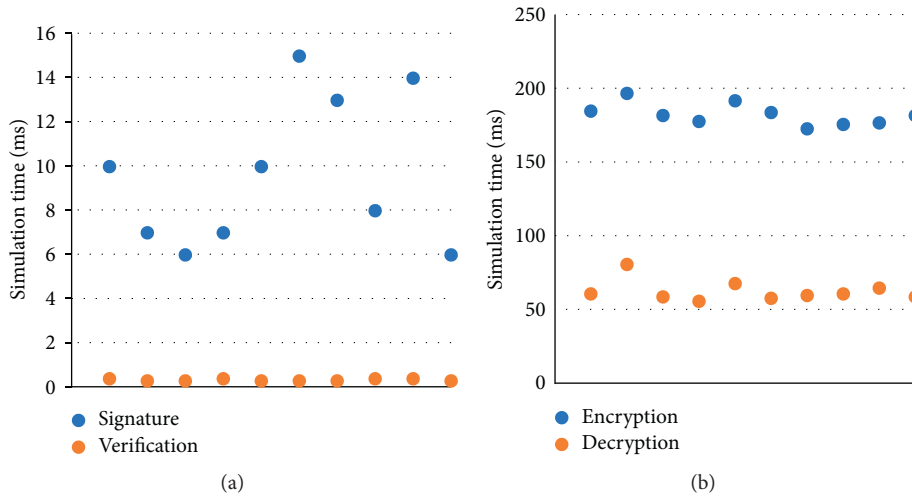 16
14
12
10
8
6
4
2
0
Simulation time (ms)
Signature
Verification
(a)
250
200
150
100
50
0
Simulation time (ms)
Encryption
Decryption
(b)